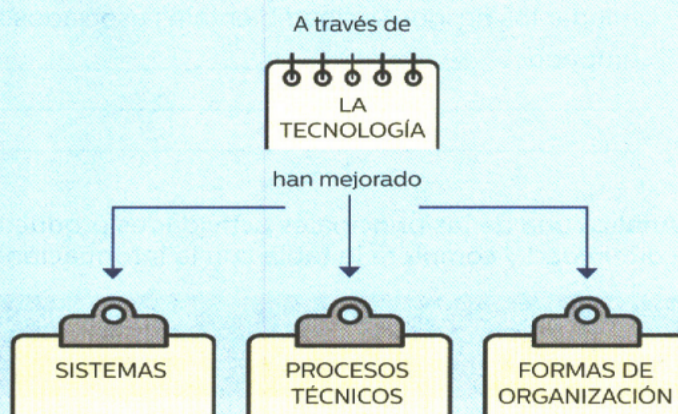 A través de
LA
TECNOLOGÍA
han mejorado
SISTEMAS
PROCESOS
TÉCNICOS
FORMAS DE
ORGANIZACIÓN